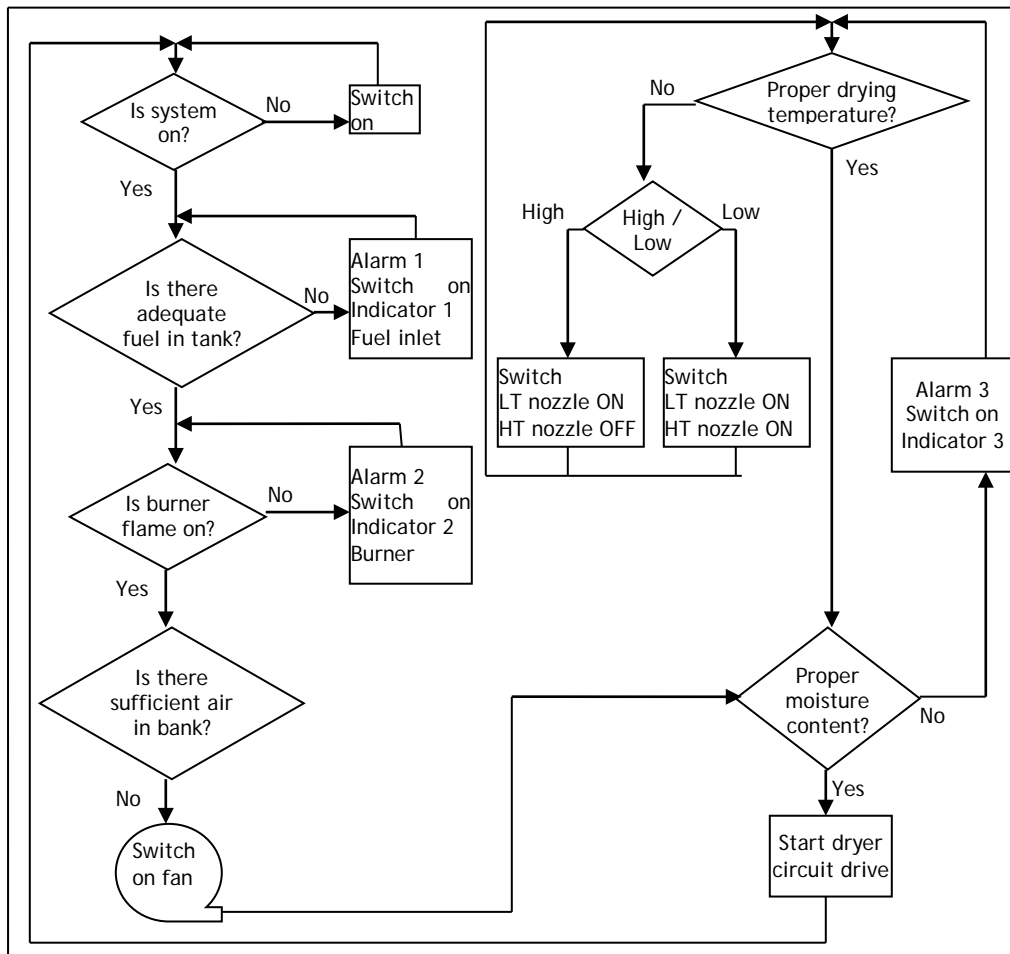 Is system
on?
No
Switch
on
Yes
Is there
adequate
fuel in tank?
No
Alarm 1
Switch on
Indicator 1
Fuel inlet
Yes
Is burner
flame on?
No
Alarm 2
Switch on
Indicator 2
Burner
Yes
Is there
sufficient air
in bank?
No
Switch
on fan
Proper drying
temperature?
No
Yes
High /
Low
High
Low
Switch
LT nozzle ON
HT nozzle OFF
Switch
LT nozzle ON
HT nozzle ON
Alarm 3
Switch on
Indicator 3
Proper
moisture
content?
No
Yes
Start dryer
circuit drive